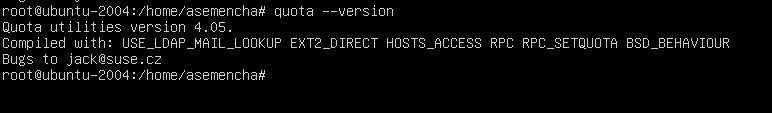 root@ubuntu-2004:/home/asemencha# quota --version
Quota utilities version 4.05.
Compiled with: USE_LDAP_MAIL_LOOKUP EXT2_DIRECT HOSTS_ACCESS RPC RPC_SETQUOTA BSD_BEHAVIOUR
Bugs to jack@suse.cz
root@ubuntu-2004:/home/asemencha#